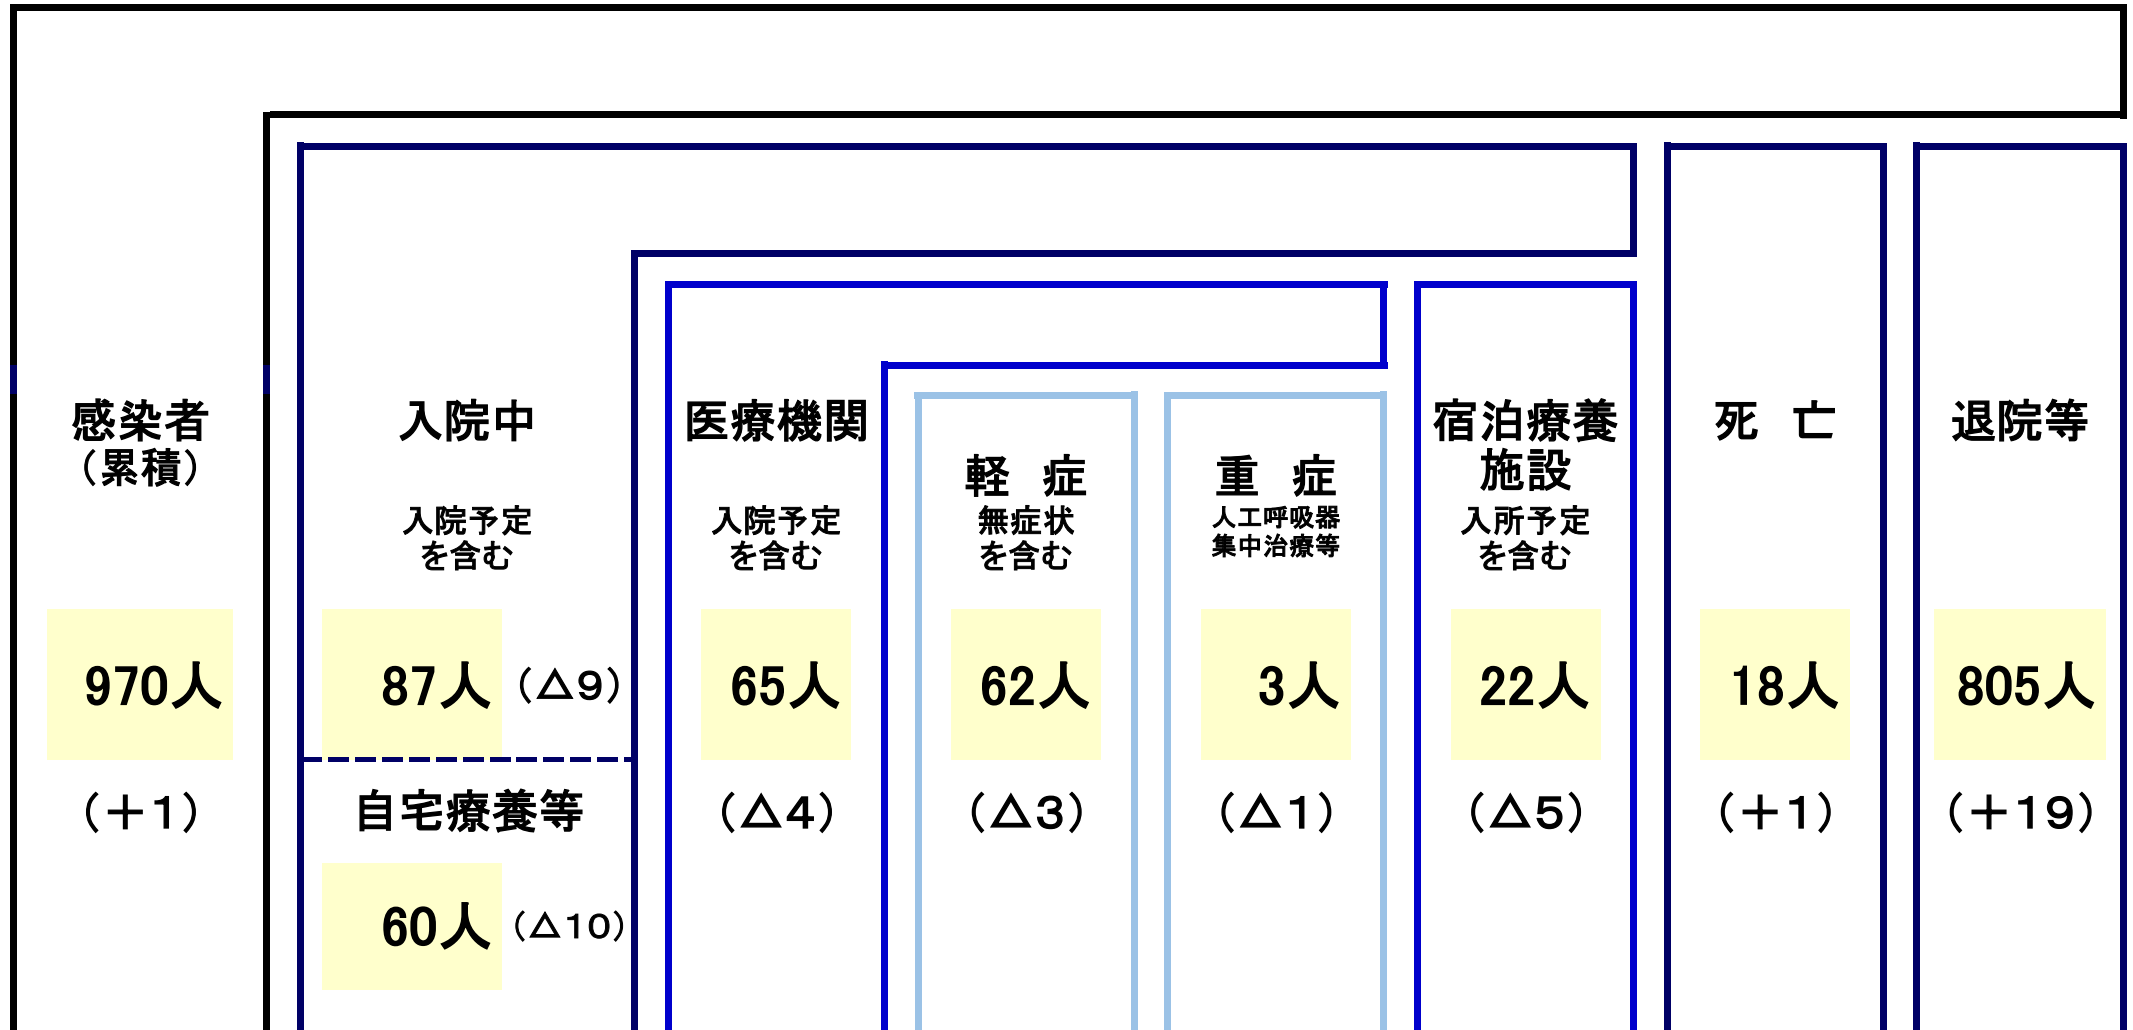 感染者
（累積）
970人
（＋1）
入院中
入院予定
を含む
87人
（△9）
自宅療養等
60人
（△10）
医療機関
入院予定
を含む
65人
（△4）
軽　症
無症状
を含む
62人
（△3）
重　症
人工呼吸器
集中治療等
3人
（△1）
宿泊療養
施設
入所予定
を含む
22人
（△5）
死　亡
18人
（＋1）
退院等
805人
（＋19）